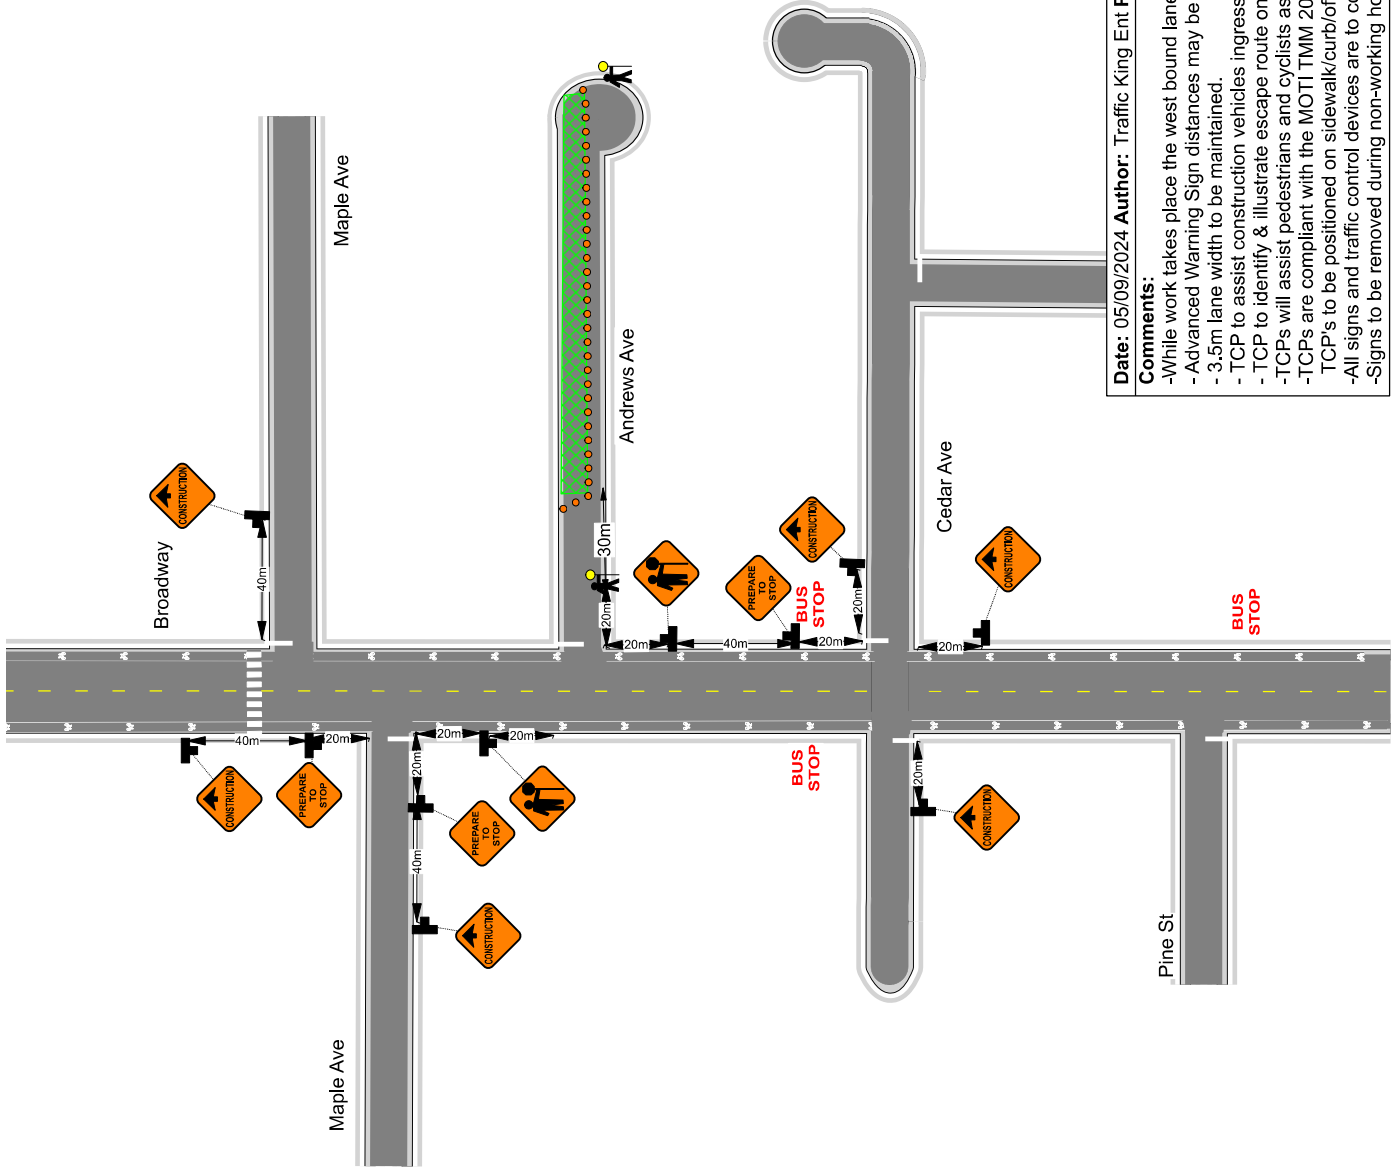 Maple Ave
Broadway
CONSTRUCTION
40m
Andrews Ave
30m
20m
20m
40m
20m
PREPARE
TO
STOP
BUS
STOP
CONSTRUCTION
20m
Cedar Ave
CONSTRUCTION
20m
BUS
STOP
40m
20m
CONSTRUCTION
PREPARE
TO
STOP
20m
20m
20m
40m
PREPARE
TO
STOP
CONSTRUCTION
Maple Ave
BUS
STOP
20m
CONSTRUCTION
Pine St
Date: 05/09/2024 Author: Traffic King Ent
Comments:
-While work takes place the west bound lane
- Advanced Warning Sign distances may be
- 3.5m lane width to be maintained.
- TCP to assist construction vehicles ingress
- TCP to identify & illustrate escape route on
-TCPs will assist pedestrians and cyclists as
-TCPs are compliant with the MOTI TMM 20
TCP's to be positioned on sidewalk/curb/of
-All signs and traffic control devices are to
-Signs to be removed during non-working